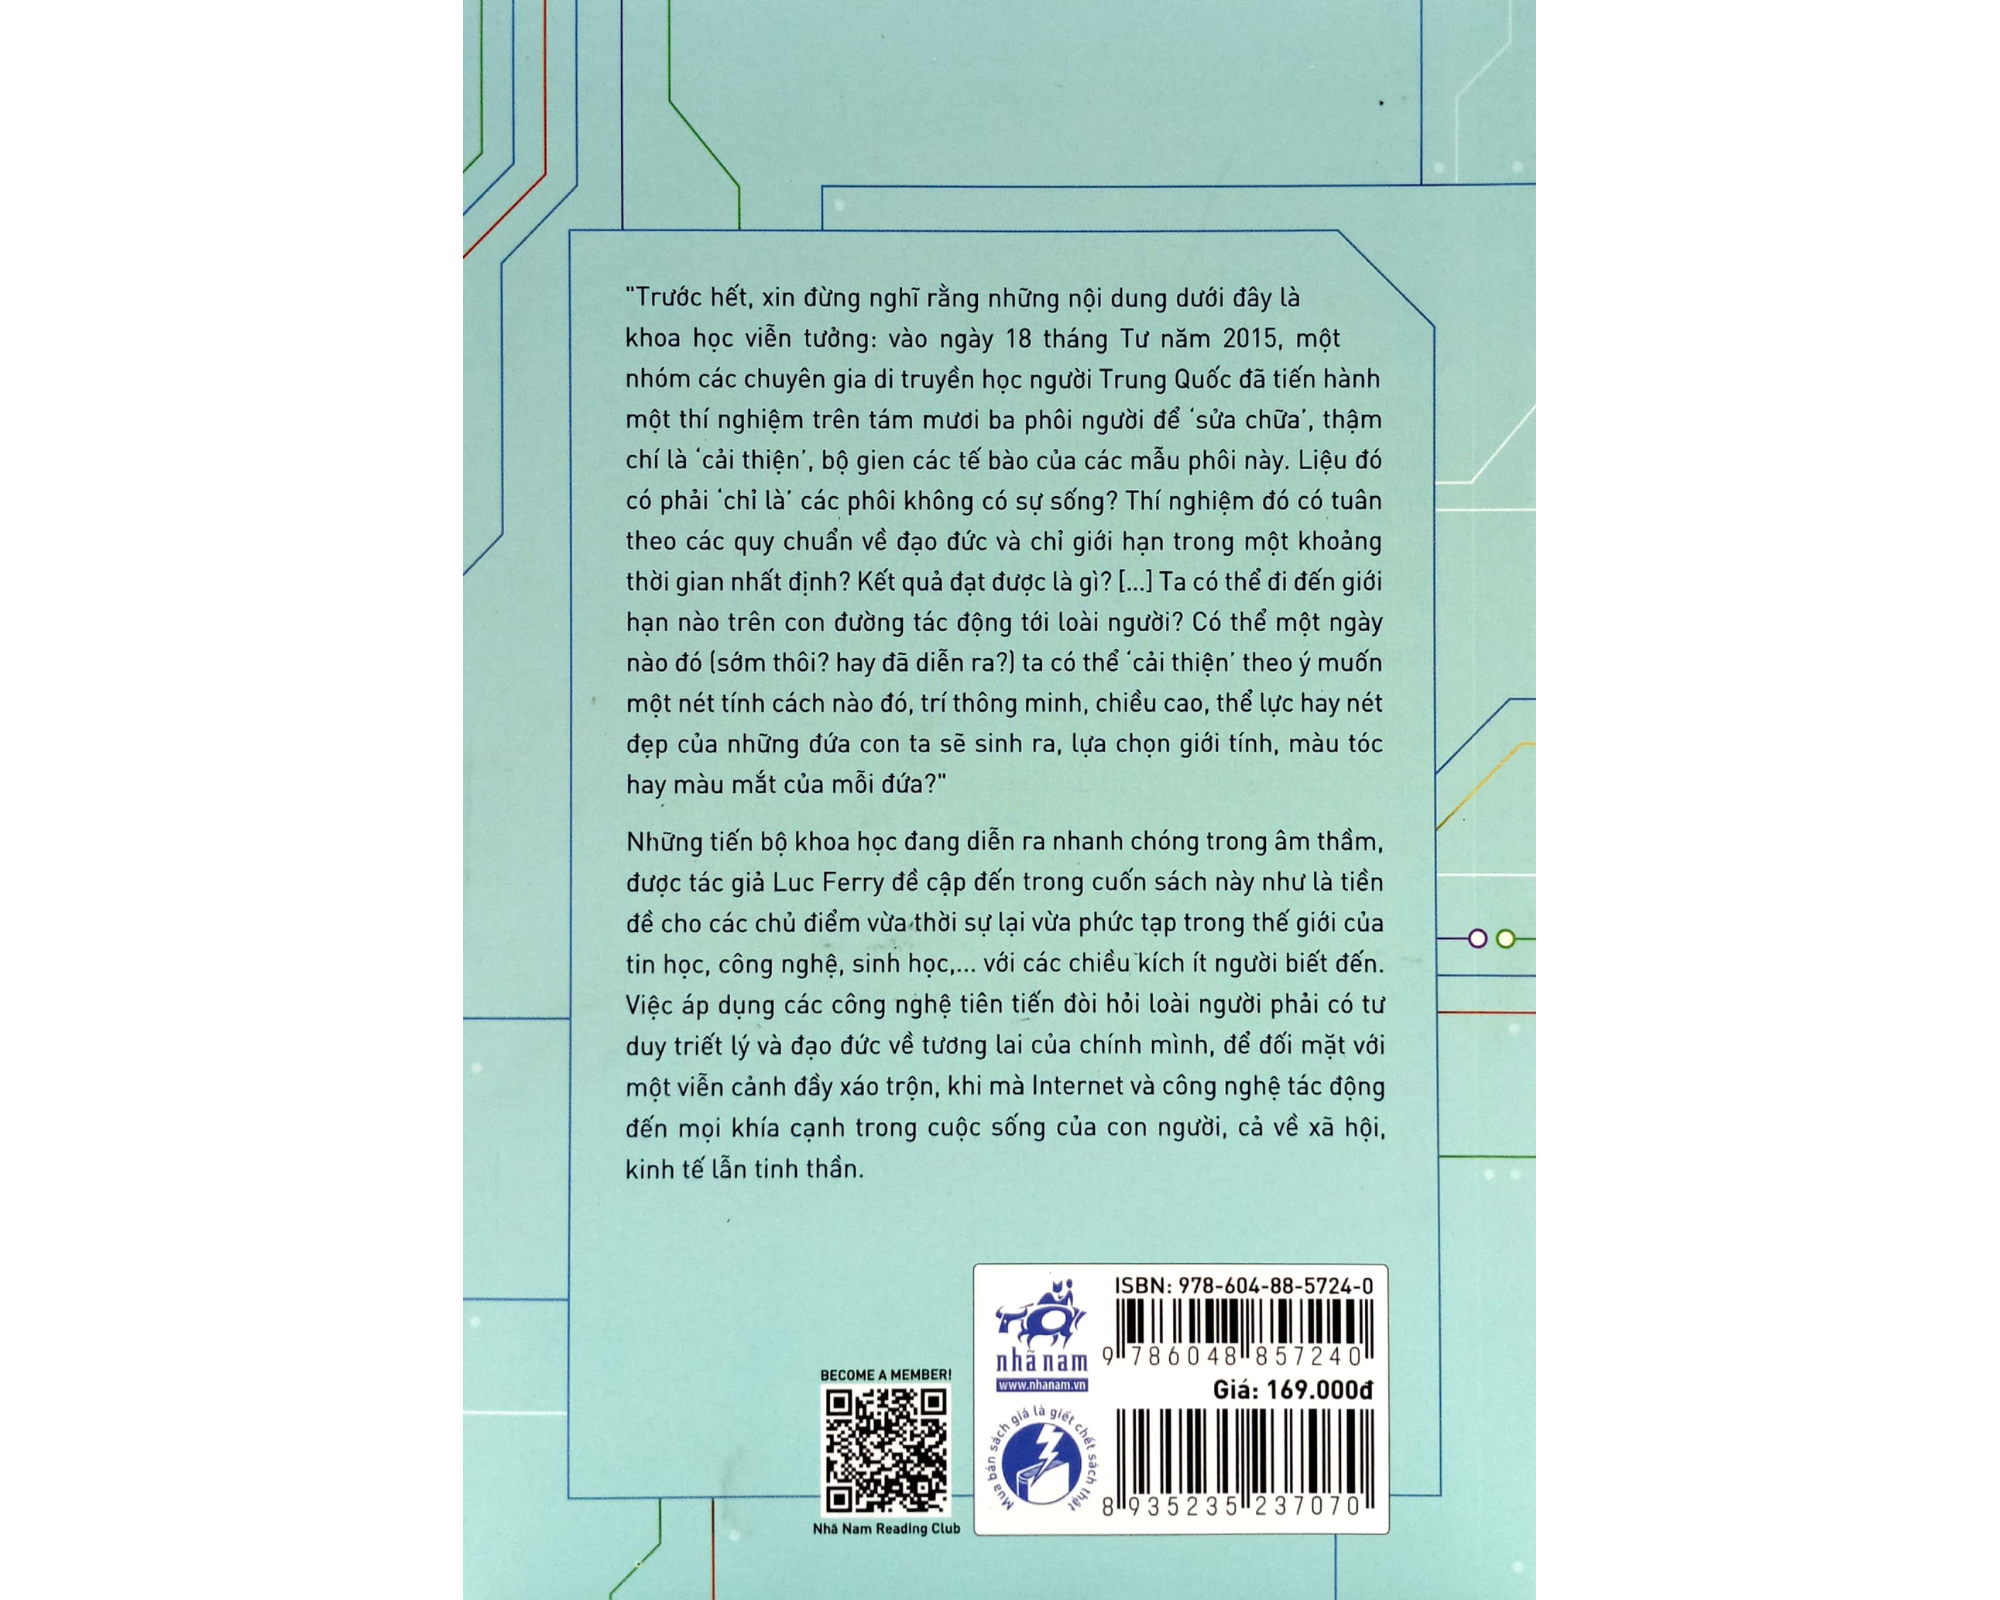 "Trước hết, xin đừng nghĩ rằng những nội dung dưới đây là
khoa học viễn tưởng: vào ngày 18 tháng Tư năm 2015, một
nhóm các chuyên gia di truyền học người Trung Quốc đã tiến hành
một thí nghiệm trên tám mươi ba phôi người để ‘sửa chữa’, thậm
chí là ‘cải thiện’, bộ gien các tế bào của các mẫu phôi này. Liệu đó
có phải ‘chỉ là’ các phôi không có sự sống? Thí nghiệm đó có tuân
theo các quy chuẩn về đạo đức và chỉ giới hạn trong một khoảng
thời gian nhất định? Kết quả đạt được là gì? [...] Ta có thể đi đến giới
hạn nào trên con đường tác động tới loài người? Có thể một ngày
nào đó (sớm thôi? hay đã diễn ra?) ta có thể ‘cải thiện’ theo ý muốn
một nét tính cách nào đó, trí thông minh, chiều cao, thể lực hay nét
đẹp của những đứa con ta sẽ sinh ra, lựa chọn giới tính, màu tóc
hay màu mắt của mỗi đứa?"
Những tiến bộ khoa học đang diễn ra nhanh chóng trong âm thầm,
được tác giả Luc Ferry đề cập đến trong cuốn sách này như là tiền
đề cho các chủ điểm vừa thời sự lại vừa phức tạp trong thế giới của
tin học, công nghệ, sinh học,... với các chiều kích ít người biết đến.
Việc áp dụng các công nghệ tiên tiến đòi hỏi loài người phải có tư
duy triết lý và đạo đức về tương lai của chính mình, để đối mặt với
một viễn cảnh đầy xáo trộn, khi mà Internet và công nghệ tác động
đến mọi khía cạnh trong cuộc sống của con người, cả về xã hội,
kinh tế lẫn tinh thần.
BECOME A MEMBER!
Nhã Nam Reading Club
nhã nam
www.nhanam.vn
Mua bán sách giả là giết chết sách thật
ISBN: 978-604-88-5724-0
9 786048 857240
Giá: 169.000đ
8 935235 237070